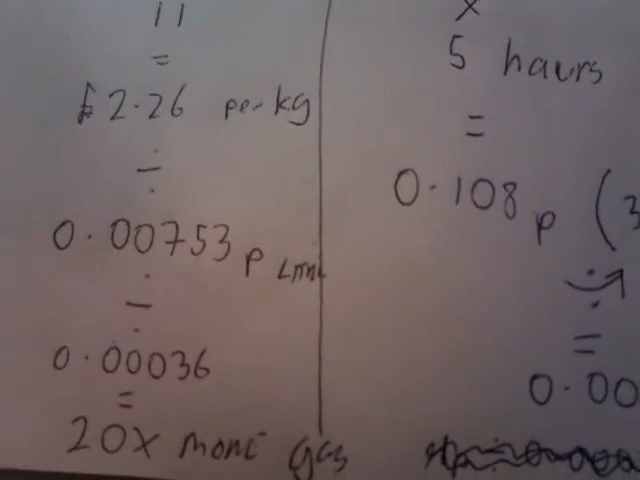 11
=
£2.26 per kg
÷
0.00753 p
÷
0.00036
=
20x more gas
x
5 hours
=
0.108 p (3
÷
=
0.00